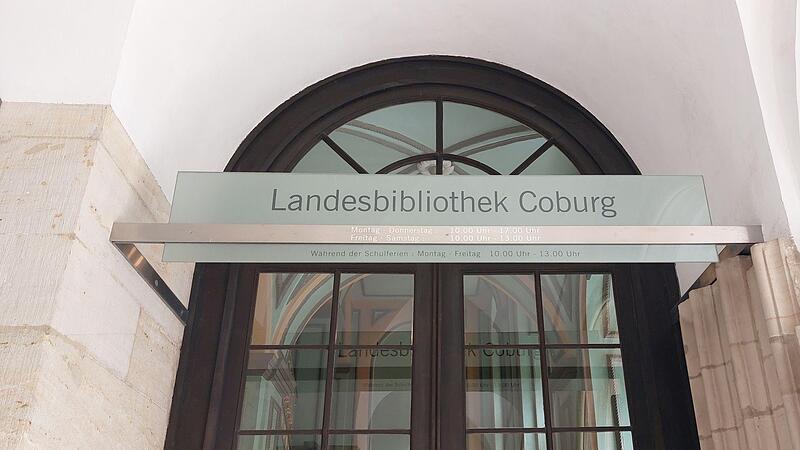 Landesbibliothek Coburg
Montag - Donnerstag 10.00 Uhr - 17.00 Uhr
Freitag - Samstag 10.00 Uhr - 13.00 Uhr
Während der Schulferien : Montag - Freitag 10.00 Uhr - 13.00 Uhr